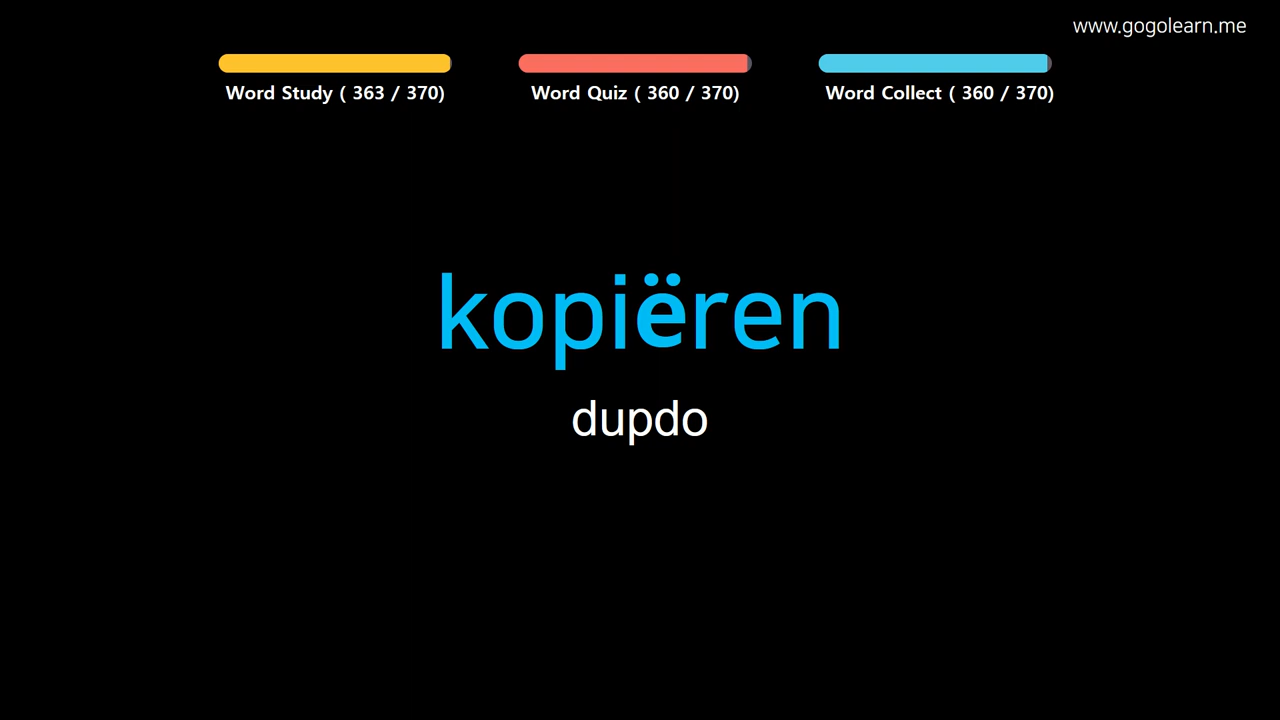 www.gogolearn.me
Word Study ( 363 / 370)
Word Quiz ( 360 / 370)
Word Collect ( 360 / 370)
kopiëren
dupdo